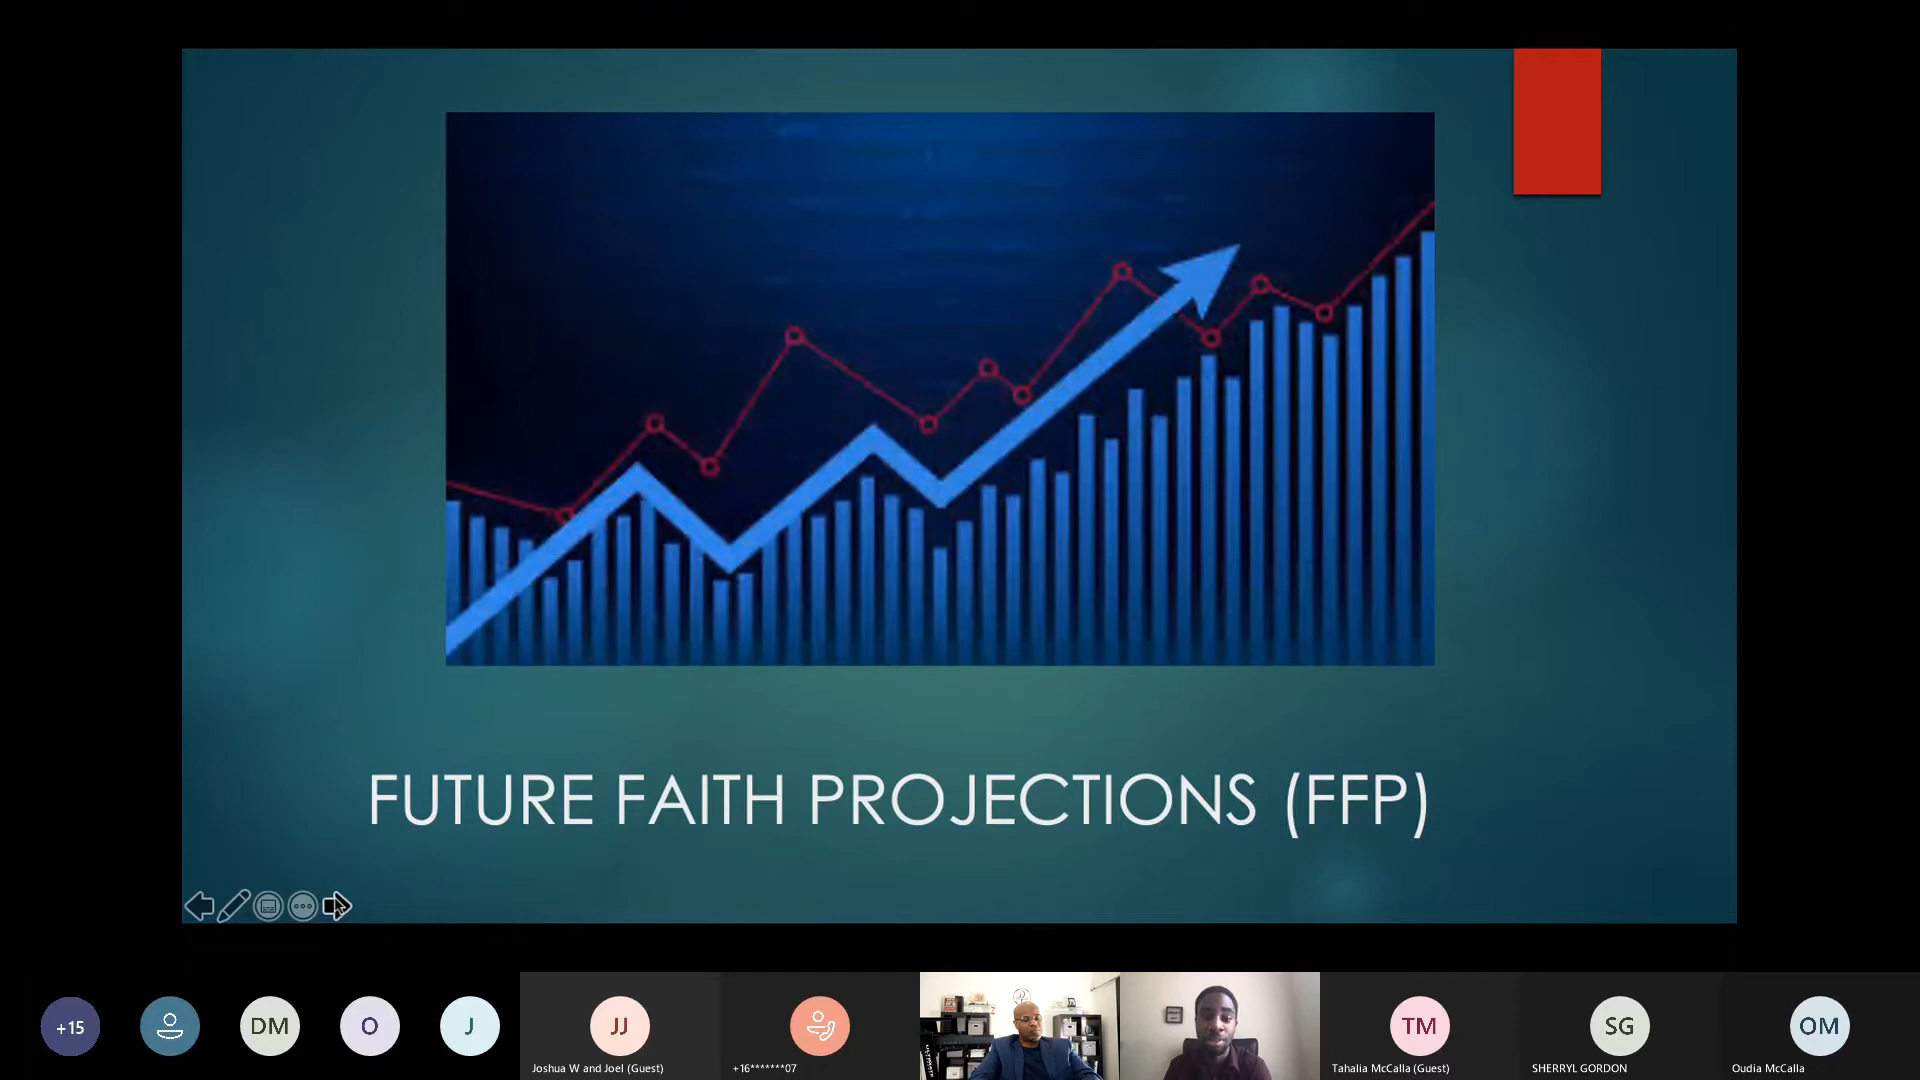 FUTURE FAITH PROJECTIONS (FFP)
+15
DM
O
J
JJ
TM
SG
OM
Joshua W and Joel (Guest)
+16*******07
Tahalia McCalla (Guest)
SHERRYL GORDON
Oudia McCalla